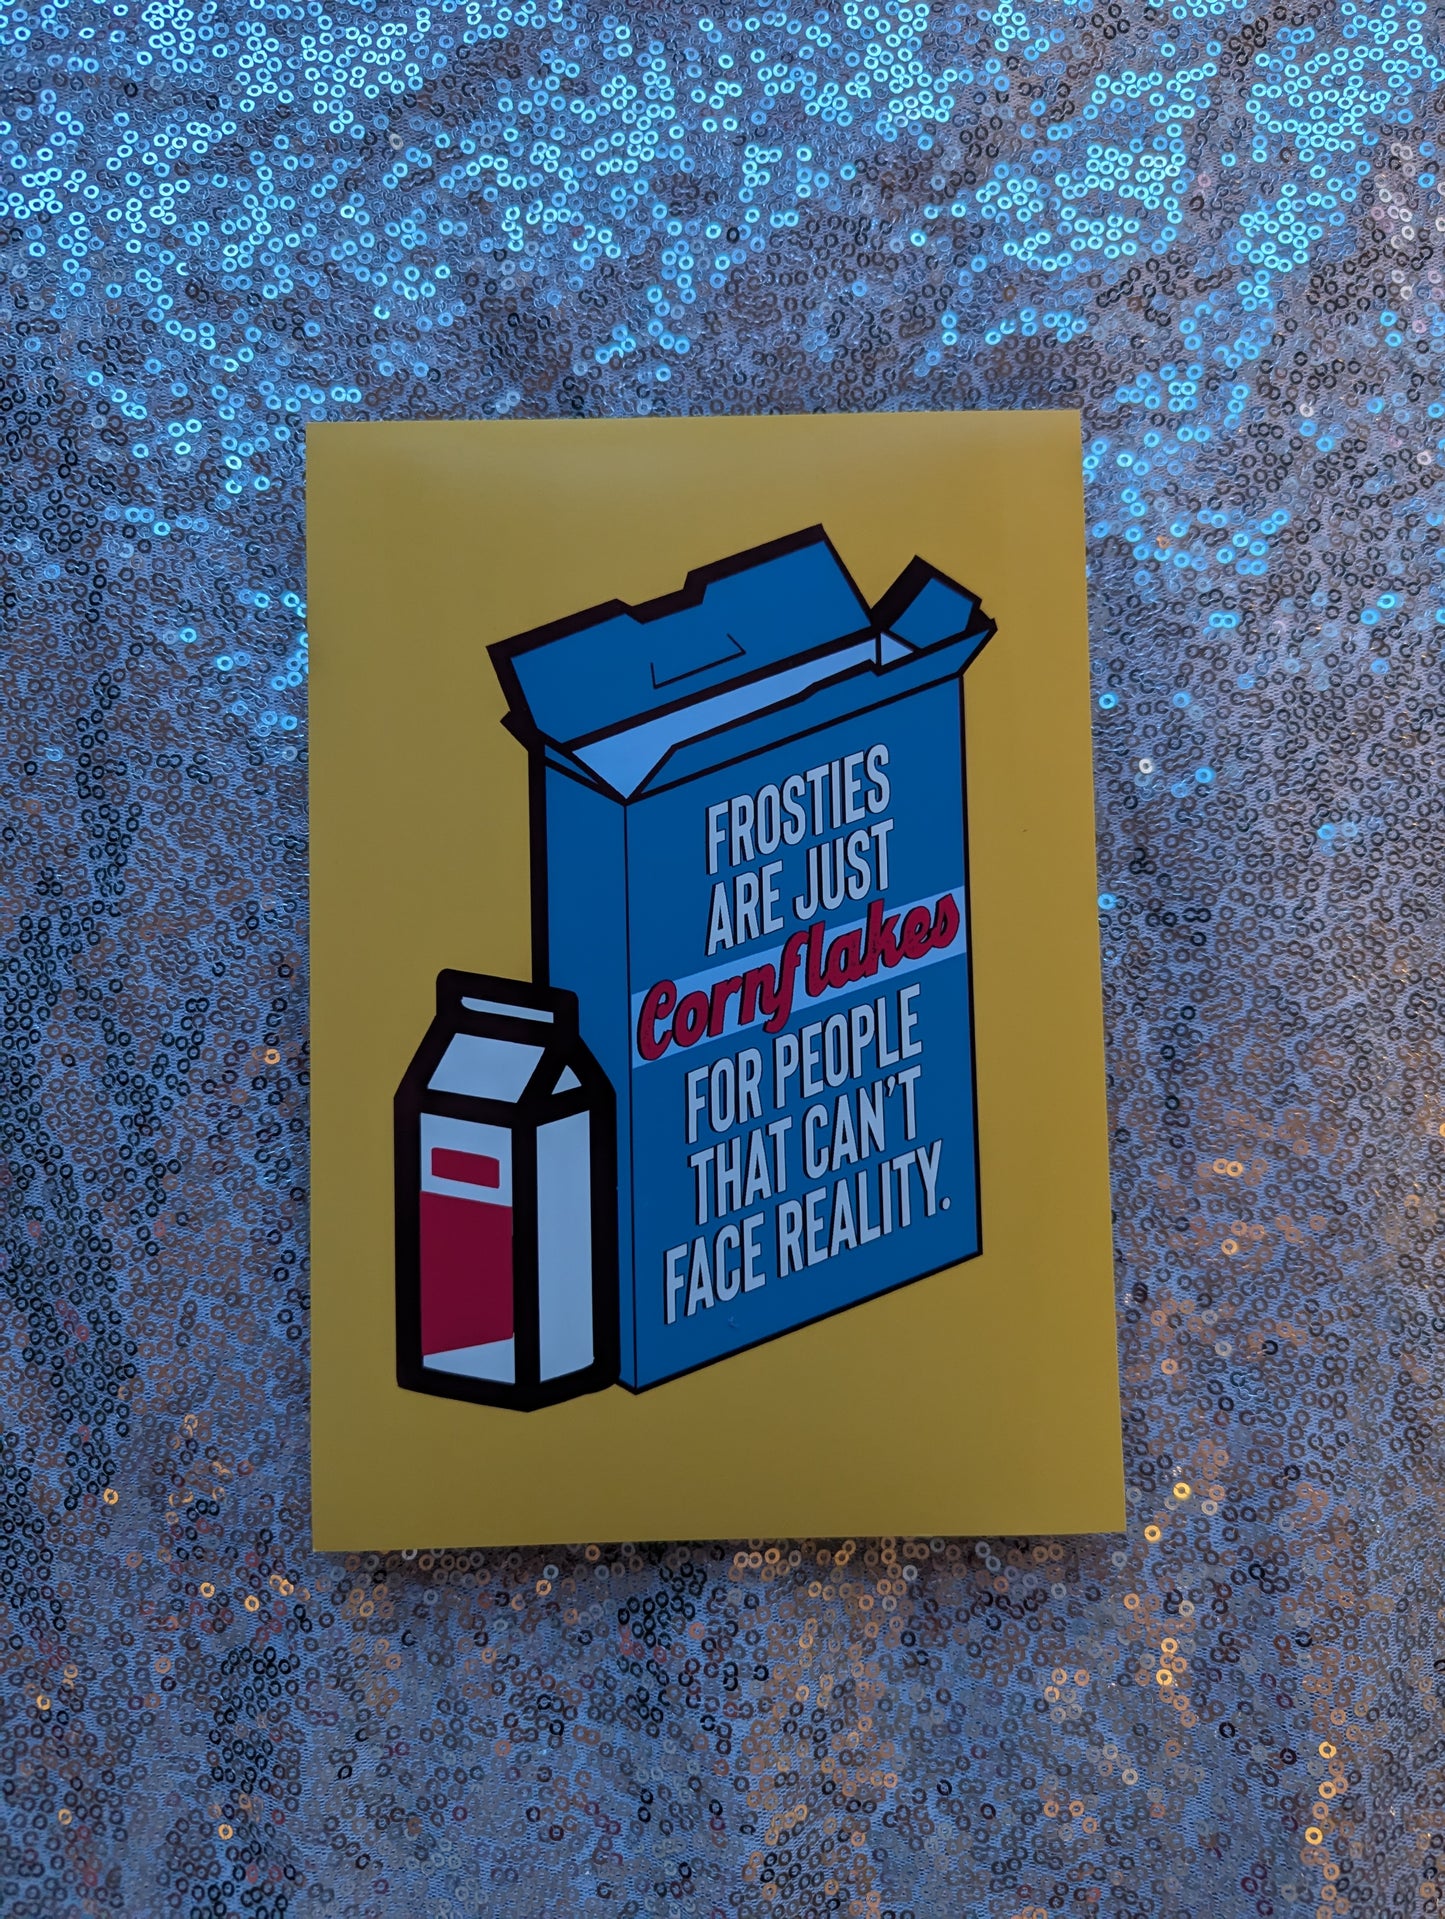 FROSTIES
ARE JUST
Cornflakes
FOR PEOPLE
THAT CAN'T
FACE REALITY.